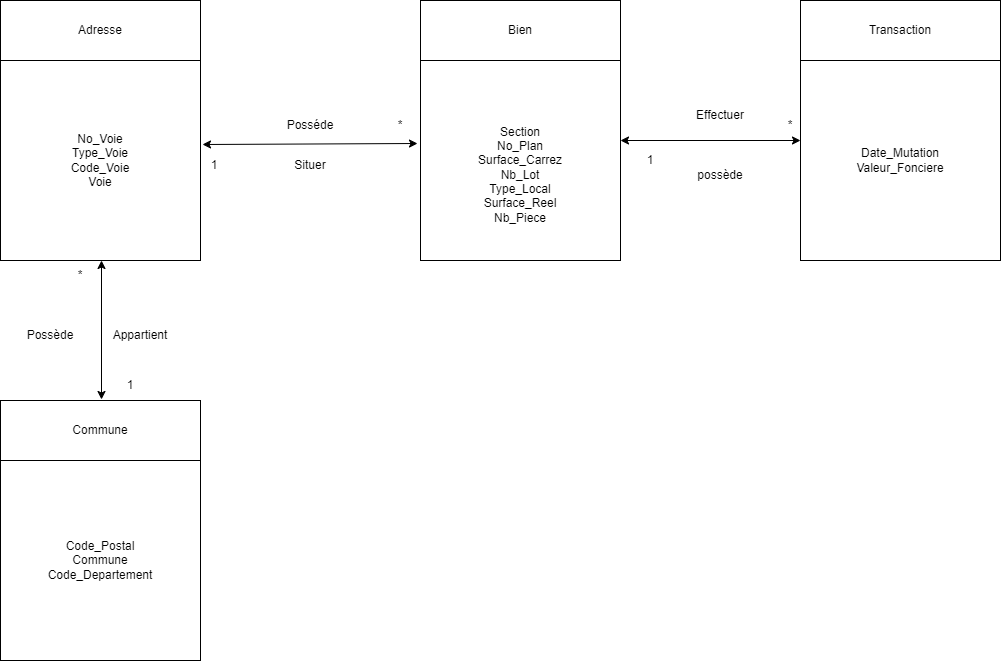 Adresse
No_Voie
Type_Voie
Code_Voie
Voie
Posséde
*
1
Situer
Bien
Section
No_Plan
Surface_Carrez
Nb_Lot
Type_Local
Surface_Reel
Nb_Piece
Effectuer
*
1
possède
Transaction
Date_Mutation
Valeur_Fonciere
*
Possède
Appartient
1
Commune
Code_Postal
Commune
Code_Departement